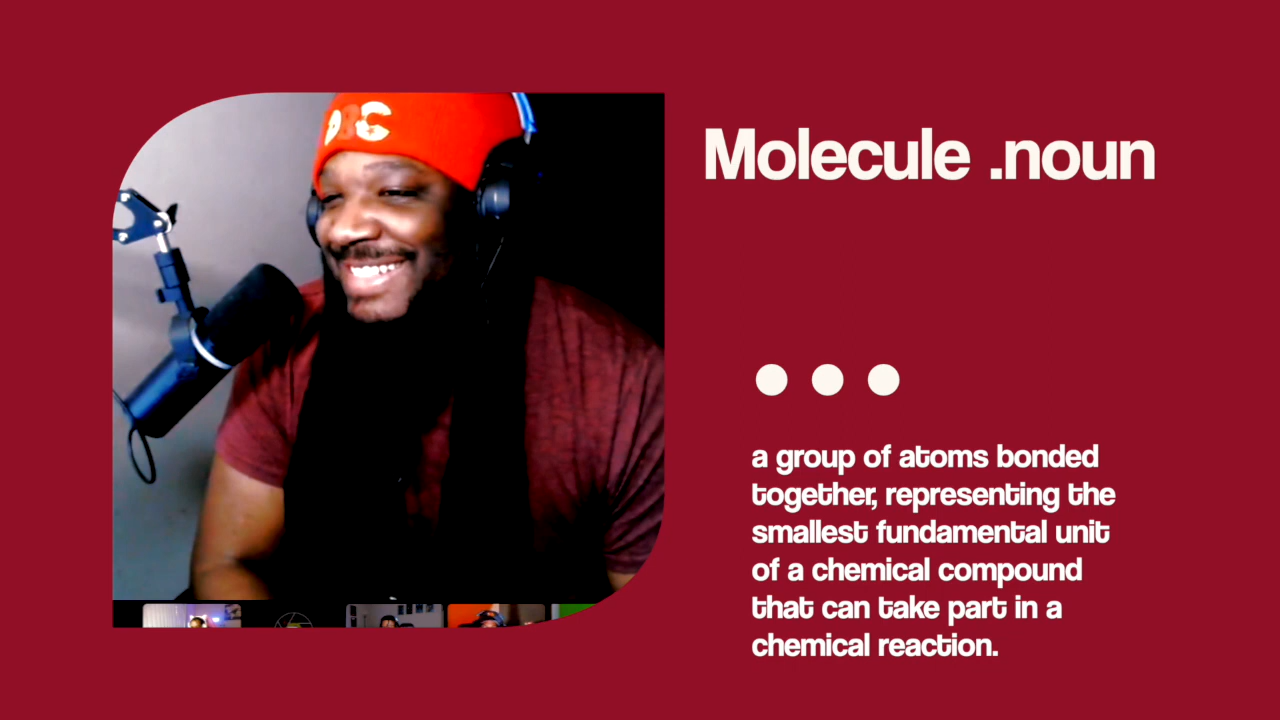 Molecule .noun
a group of atoms bonded
together, representing the
smallest fundamental unit
of a chemical compound
that can take part in a
chemical reaction.